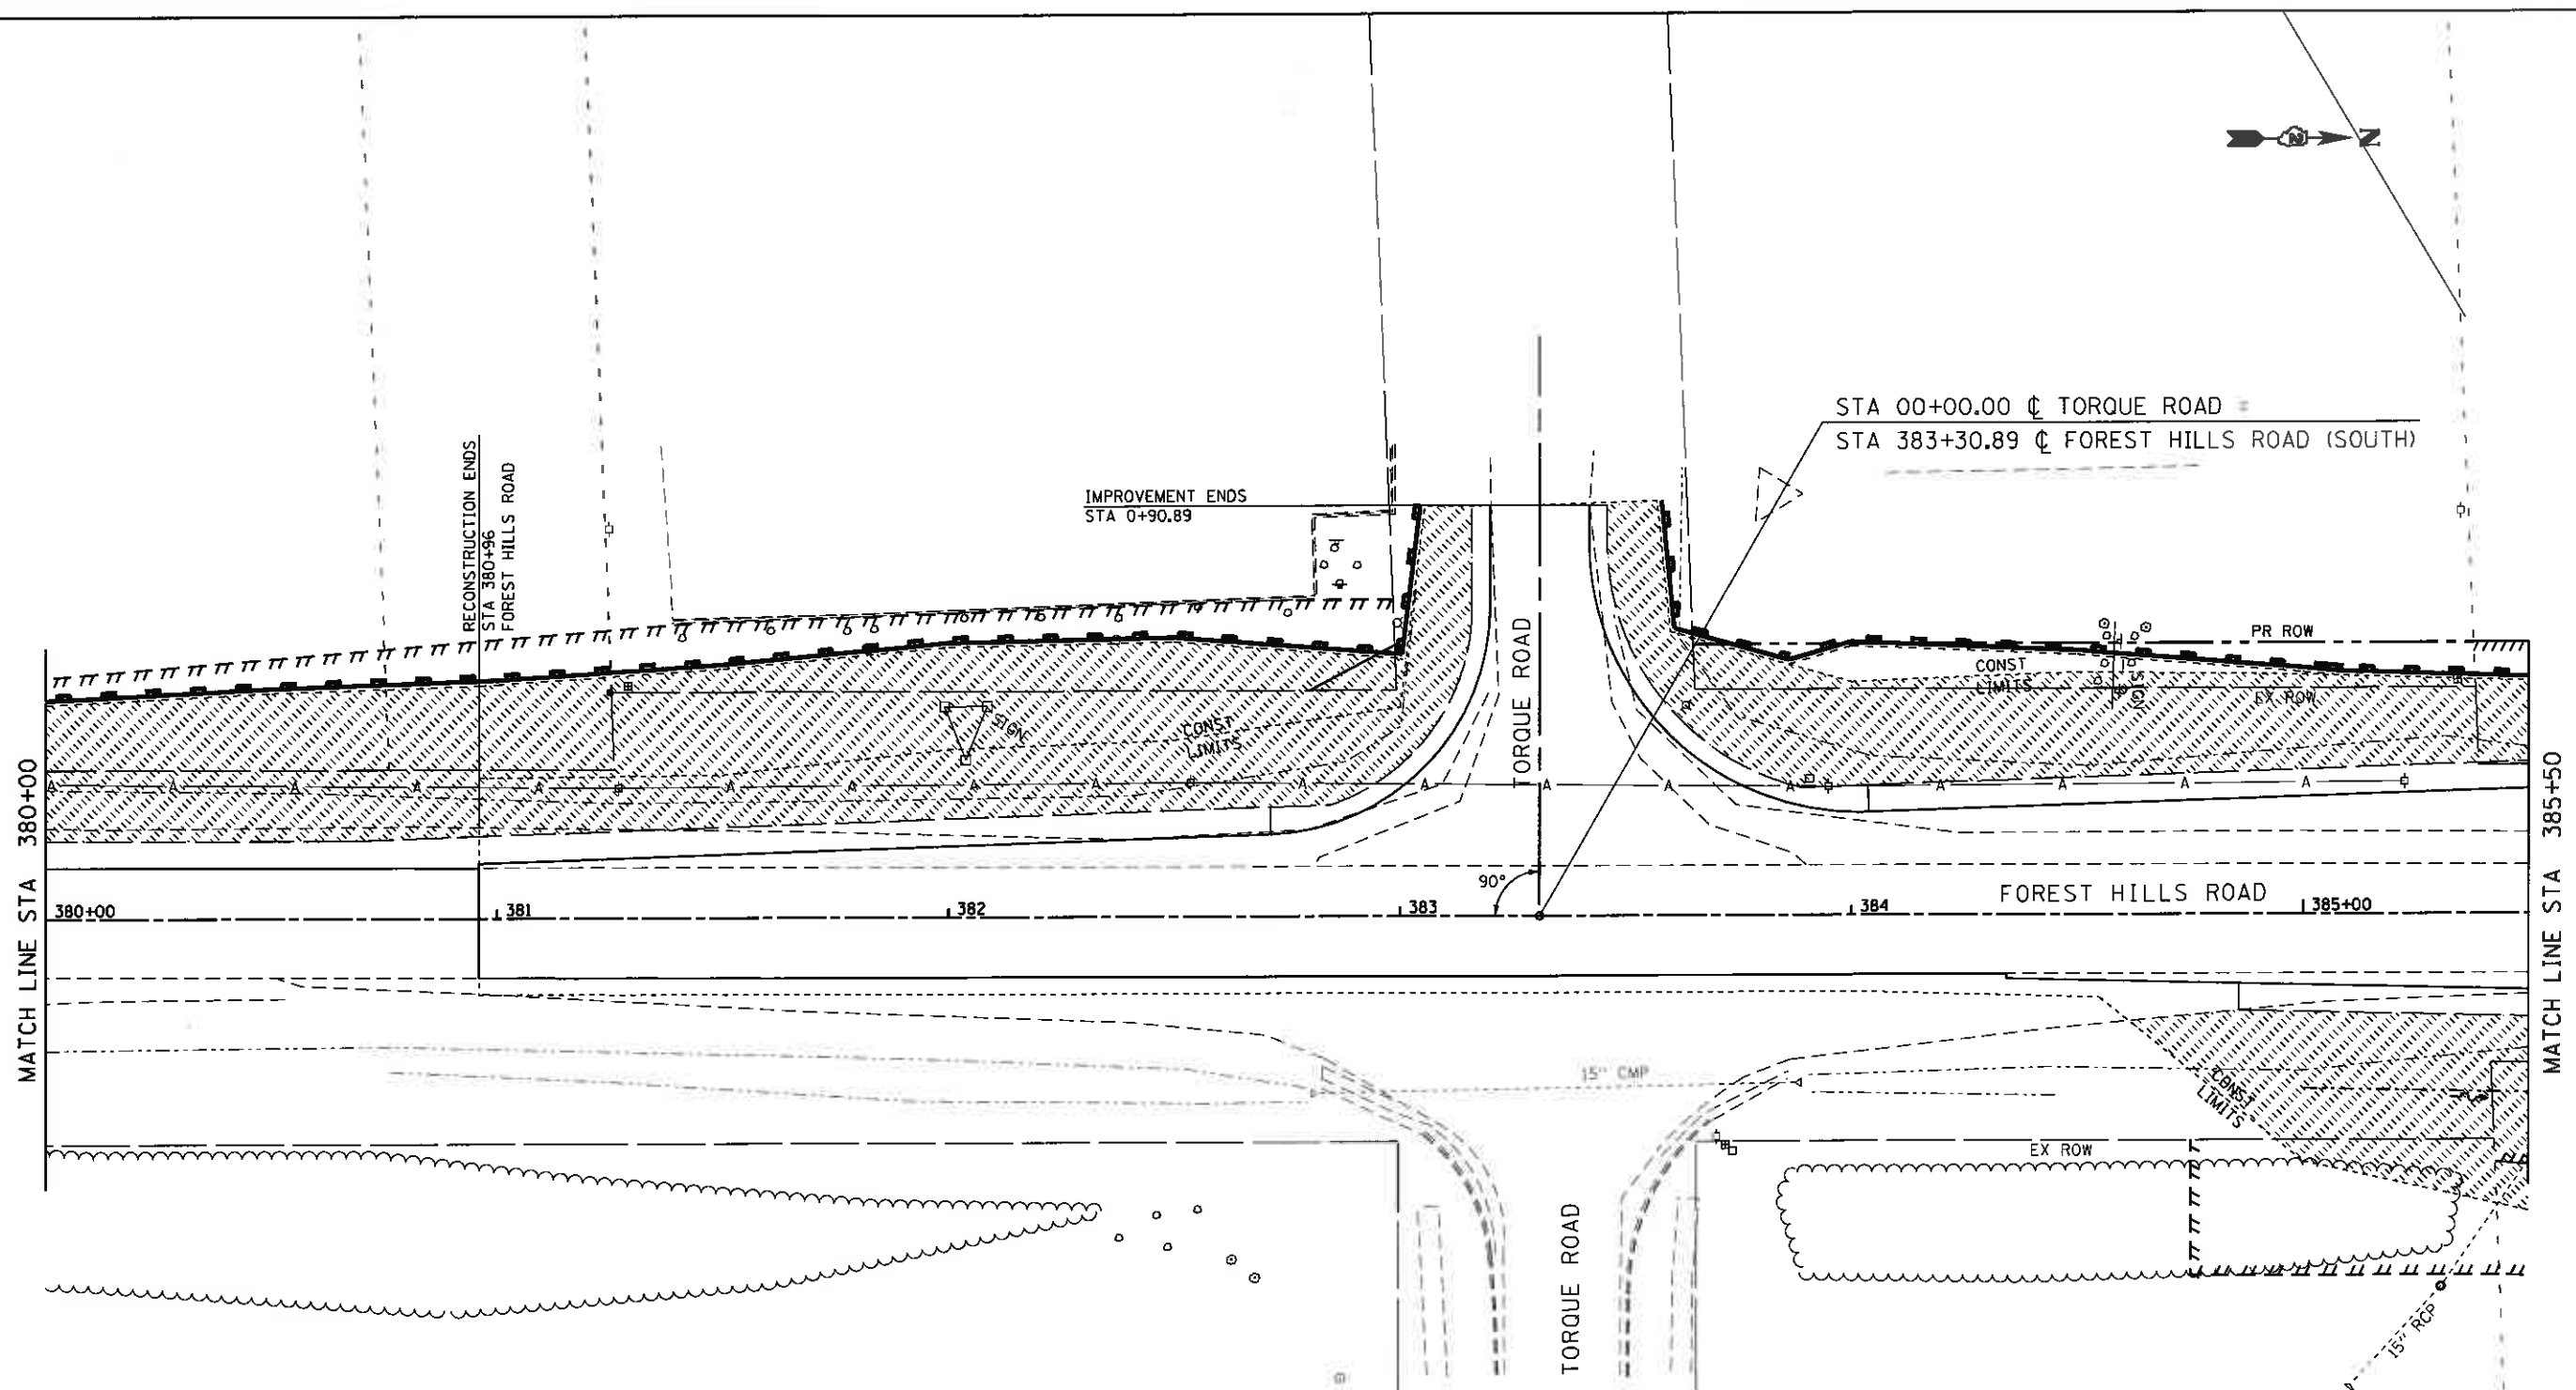 N
STA 00+00.00 ℄ TORQUE ROAD =
STA 383+30.89 ℄ FOREST HILLS ROAD (SOUTH)
RECONSTRUCTION ENDS
STA 380+96
FOREST HILLS ROAD
IMPROVEMENT ENDS
STA 0+90.89
TORQUE ROAD
PR ROW
CONST
LIMITS
SIGN
EX ROW
SIGN
CONST
LIMITS
A A A A A A A A A A A A A A A A A A A
MATCH LINE STA 380+00
MATCH LINE STA 385+50
90°
FOREST HILLS ROAD
380+00
381
382
383
384
385+00
15" CMP
CONST
LIMITS
EX ROW
TORQUE ROAD
15" RCP